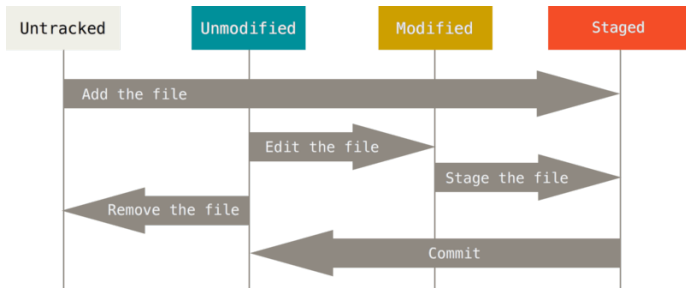 Untracked
Unmodified
Modified
Staged
Add the file
Edit the file
Stage the file
Remove the file
Commit